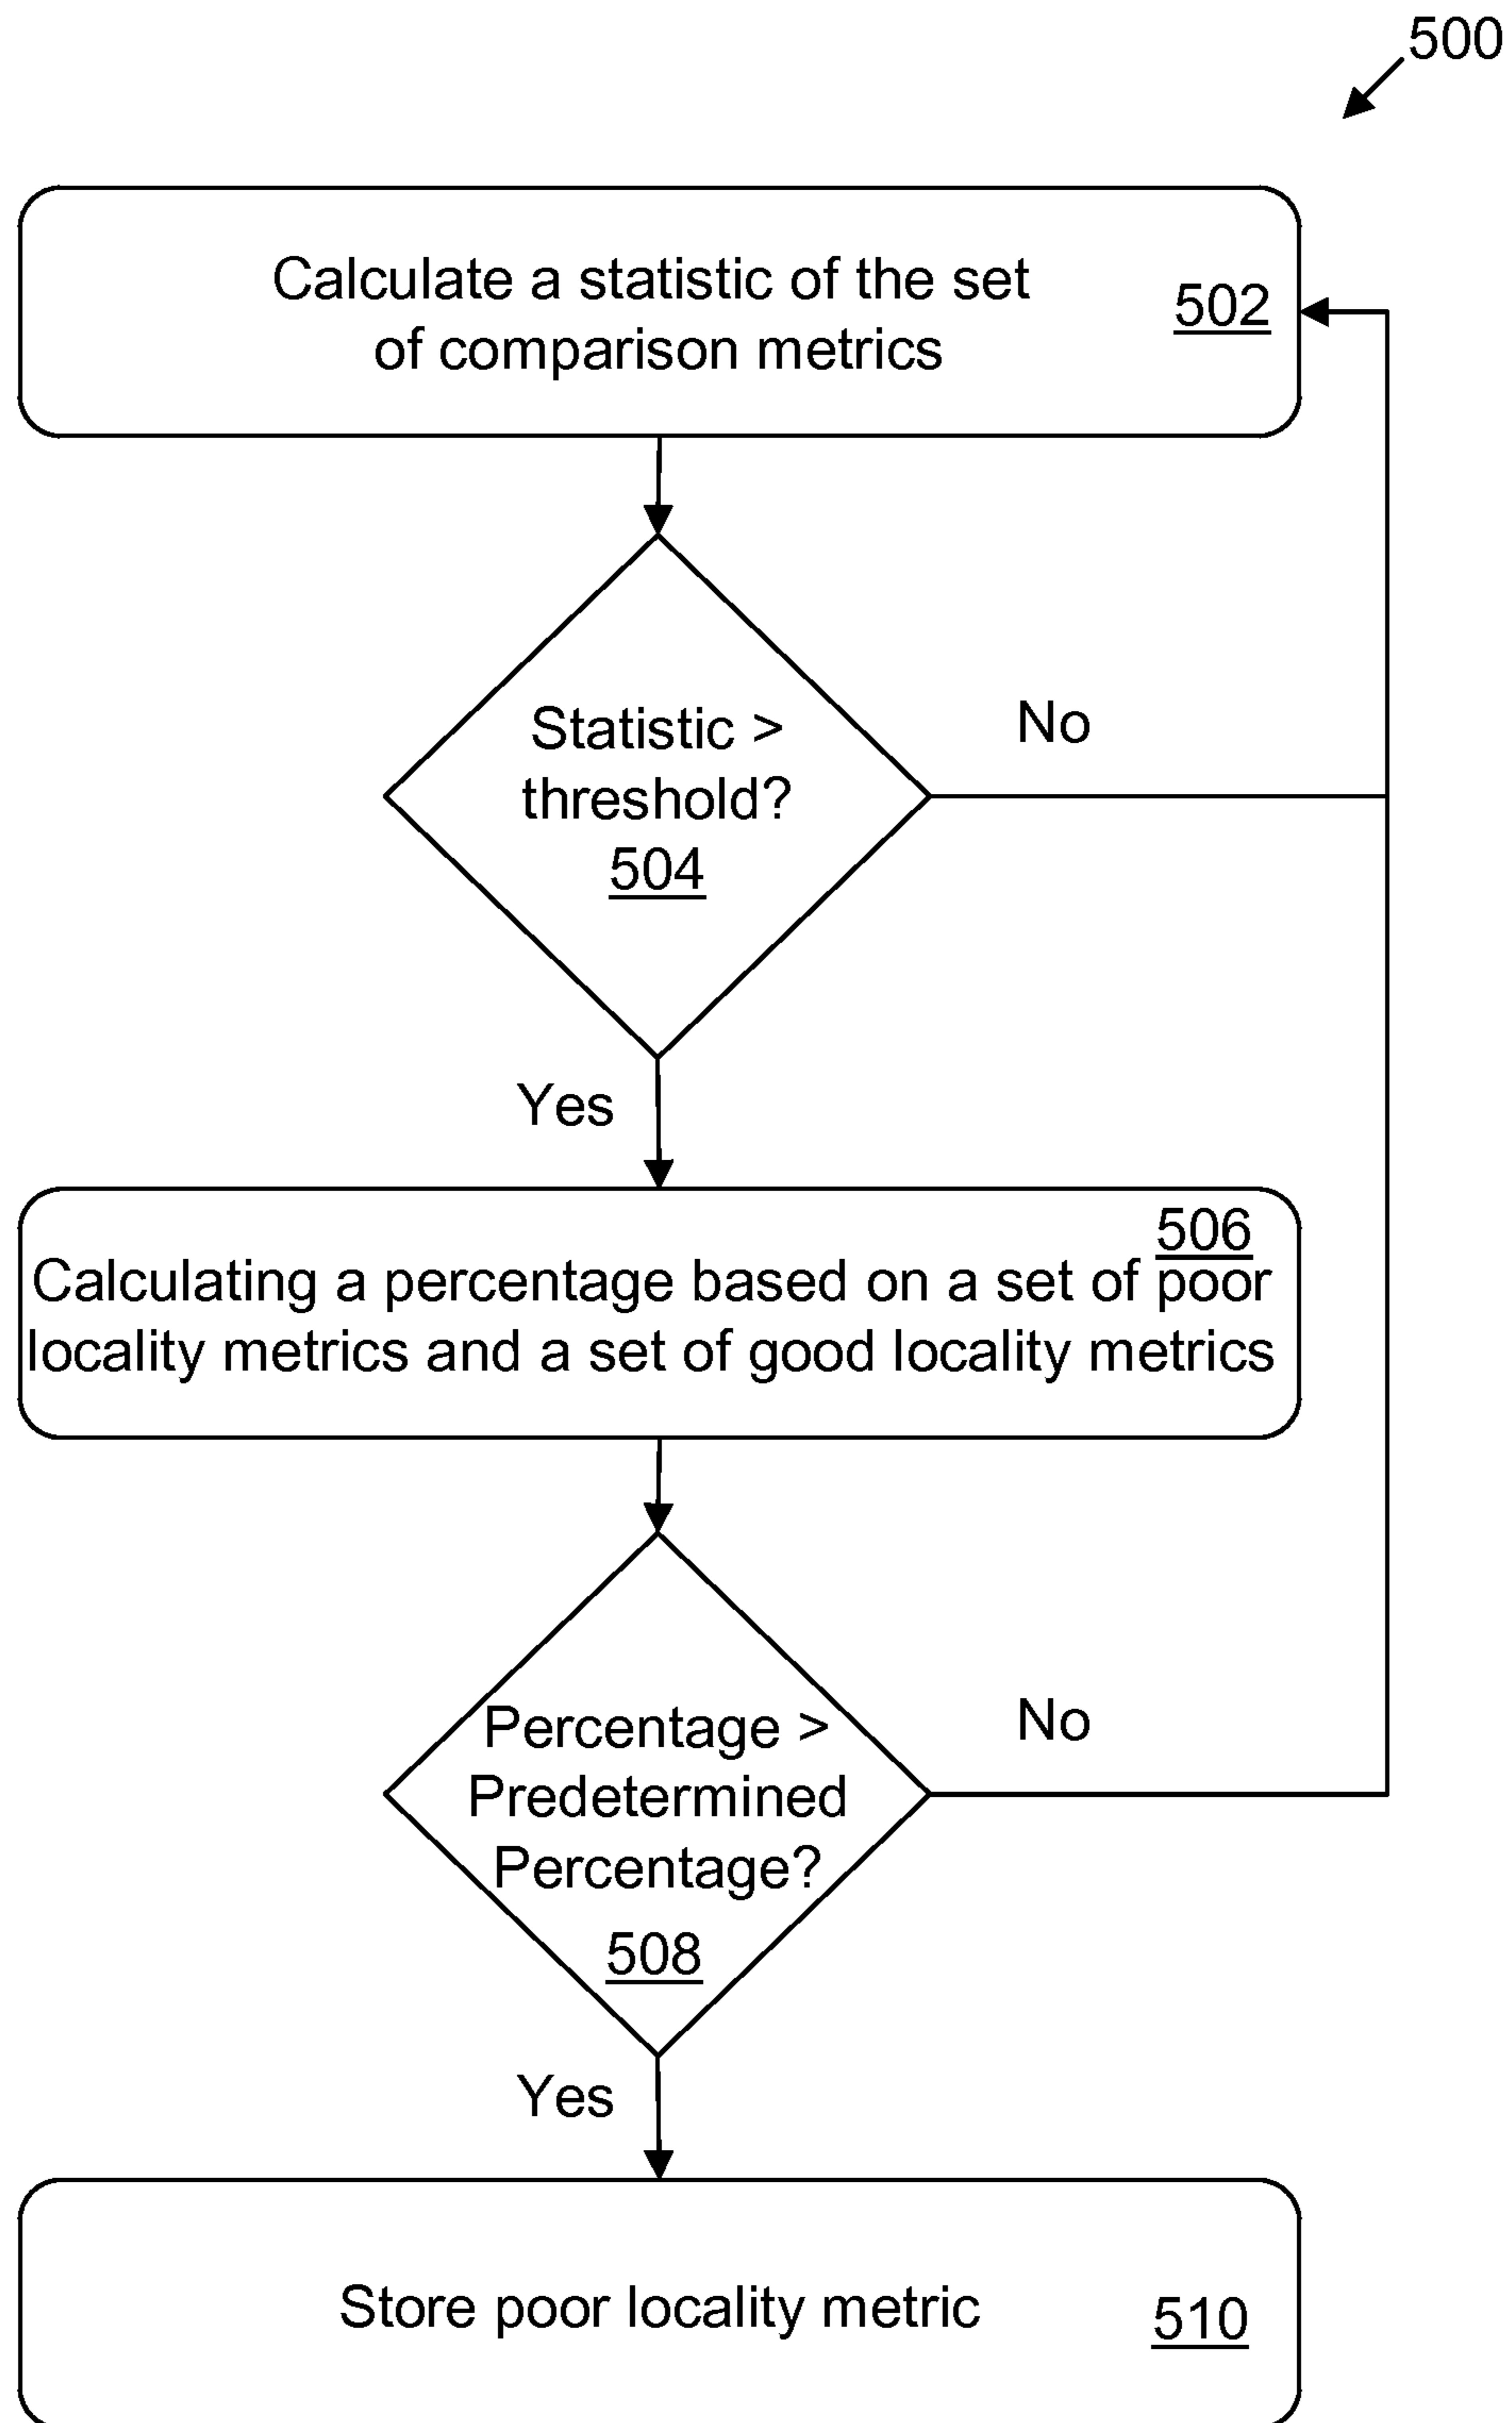 500
Calculate a statistic of the set
of comparison metrics
502
Statistic >
threshold?
504
No
Yes
506
Calculating a percentage based on a set of poor
locality metrics and a set of good locality metrics
Percentage >
Predetermined
Percentage?
508
No
Yes
Store poor locality metric
510